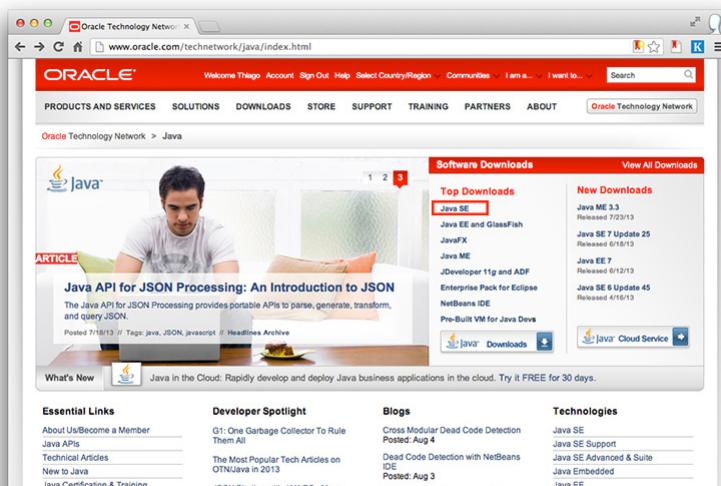 Oracle Technology Networ
www.oracle.com/technetwork/java/index.html
ORACLE
Welcome Thiago Account Sign Out Help Select Country/Region Communities I am a... I want to... Search
PRODUCTS AND SERVICES SOLUTIONS DOWNLOADS STORE SUPPORT TRAINING PARTNERS ABOUT Oracle Technology Network
Oracle Technology Network > Java
Java
1 2 3
ARTICLE
Java API for JSON Processing: An Introduction to JSON
The Java API for JSON Processing provides portable APIs to parse, generate, transform,
and query JSON.
Posted 7/18/13 // Tags: java, JSON, javascript // Headlines Archive
Software Downloads View All Downloads
Top Downloads
Java SE
Java EE and GlassFish
JavaFX
Java ME
JDeveloper 11g and ADF
Enterprise Pack for Eclipse
NetBeans IDE
Pre-Built VM for Java Devs
Java Downloads
New Downloads
Java ME 3.3
Released 7/23/13
Java SE 7 Update 25
Released 6/18/13
Java EE 7
Released 6/12/13
Java SE 6 Update 45
Released 4/16/13
Java Cloud Service
What's New Java in the Cloud: Rapidly develop and deploy Java business applications in the cloud. Try it FREE for 30 days.
Essential Links
About Us/Become a Member
Java APIs
Technical Articles
New to Java
Java Certification & Training
Developer Spotlight
G1: One Garbage Collector To Rule
Them All
The Most Popular Tech Articles on
OTN/Java in 2013
Blogs
Cross Modular Dead Code Detection
Posted: Aug 4
Dead Code Detection with NetBeans
IDE
Posted: Aug 3
Technologies
Java SE
Java SE Support
Java SE Advanced & Suite
Java Embedded
Java EE